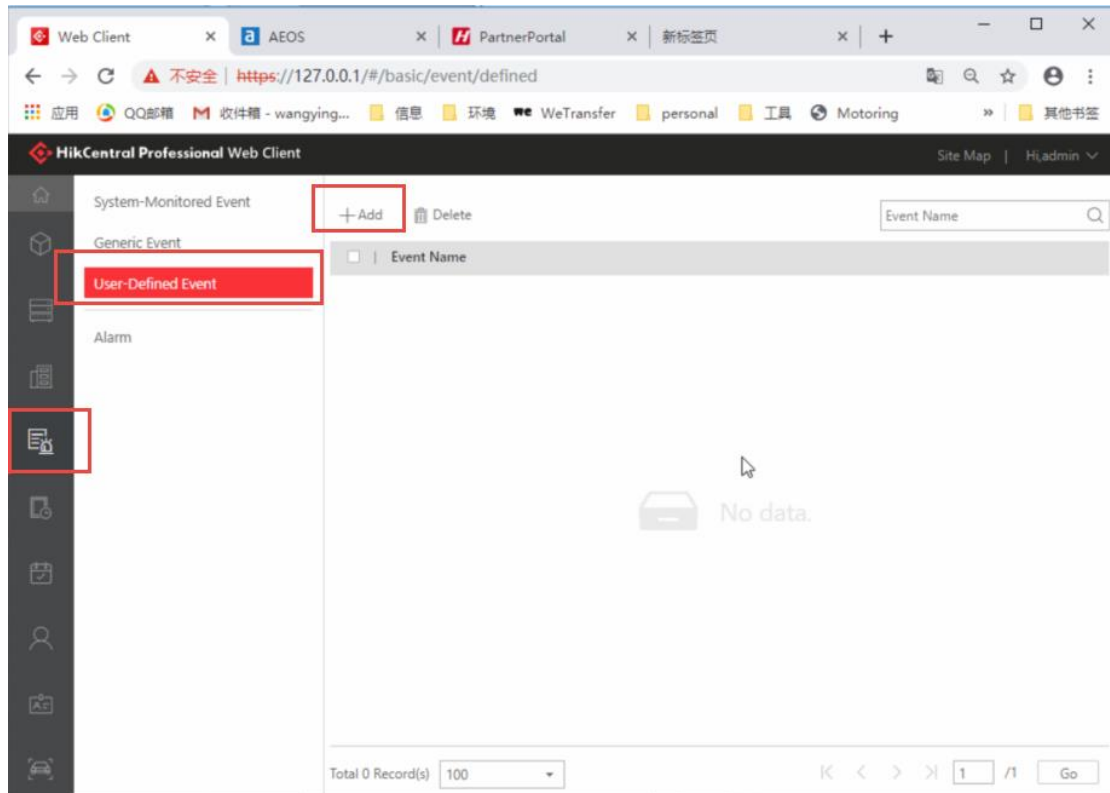 Web Client
AEOS
PartnerPortal
新标签页
不安全 | https://127.0.0.1/#/basic/event/defined
应用 QQ邮箱 收件箱 - wangying... 信息 环境 we WeTransfer personal 工具 Motoring » 其他书签
HikCentral Professional Web Client
Site Map | Hi,admin
System-Monitored Event
Generic Event
User-Defined Event
Alarm
+ Add Delete
Event Name
Event Name
No data.
Total 0 Record(s) 100
1 /1 Go